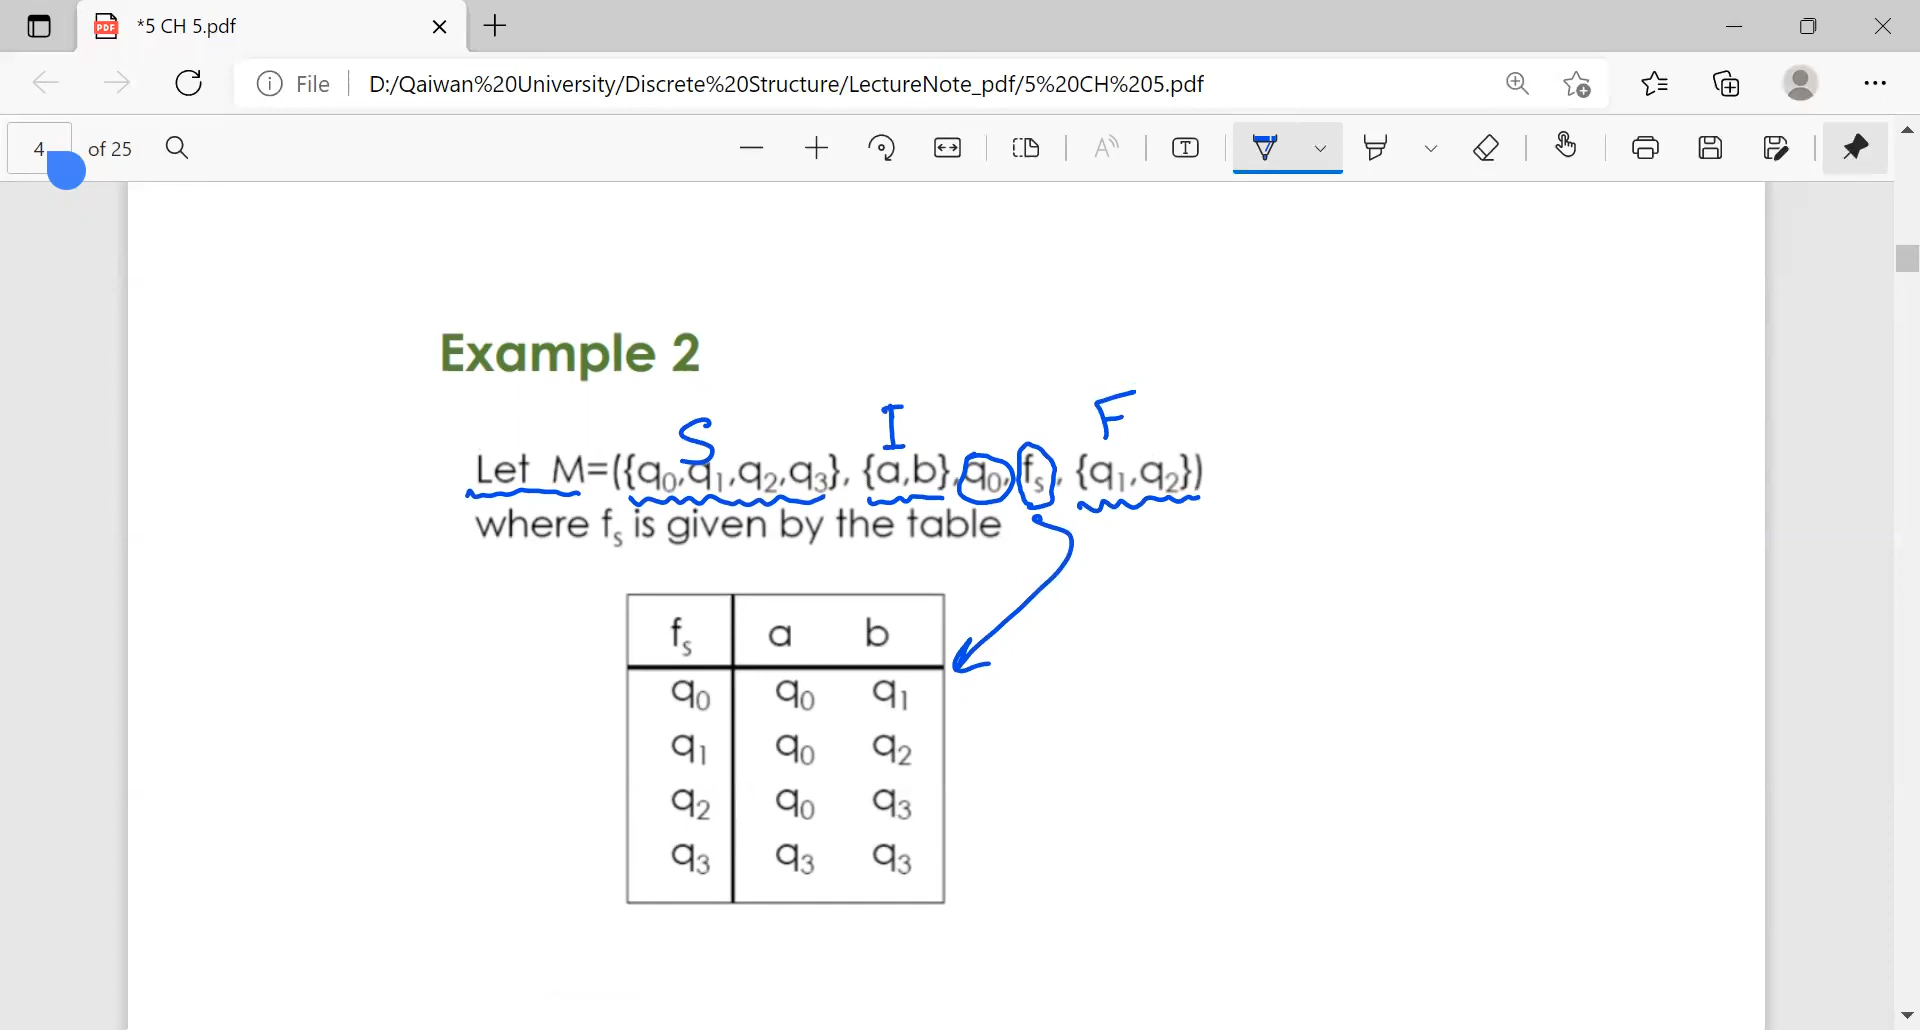 *5 CH 5.pdf
File D:/Qaiwan%20University/Discrete%20Structure/LectureNote_pdf/5%20CH%205.pdf
4 of 25
Example 2
S I F
Let M=({q₀,q₁,q₂,q₃}, {a,b},q₀, fₛ, {q₁,q₂})
where fₛ is given by the table
fₛ a b
q₀ q₀ q₁
q₁ q₀ q₂
q₂ q₀ q₃
q₃ q₃ q₃